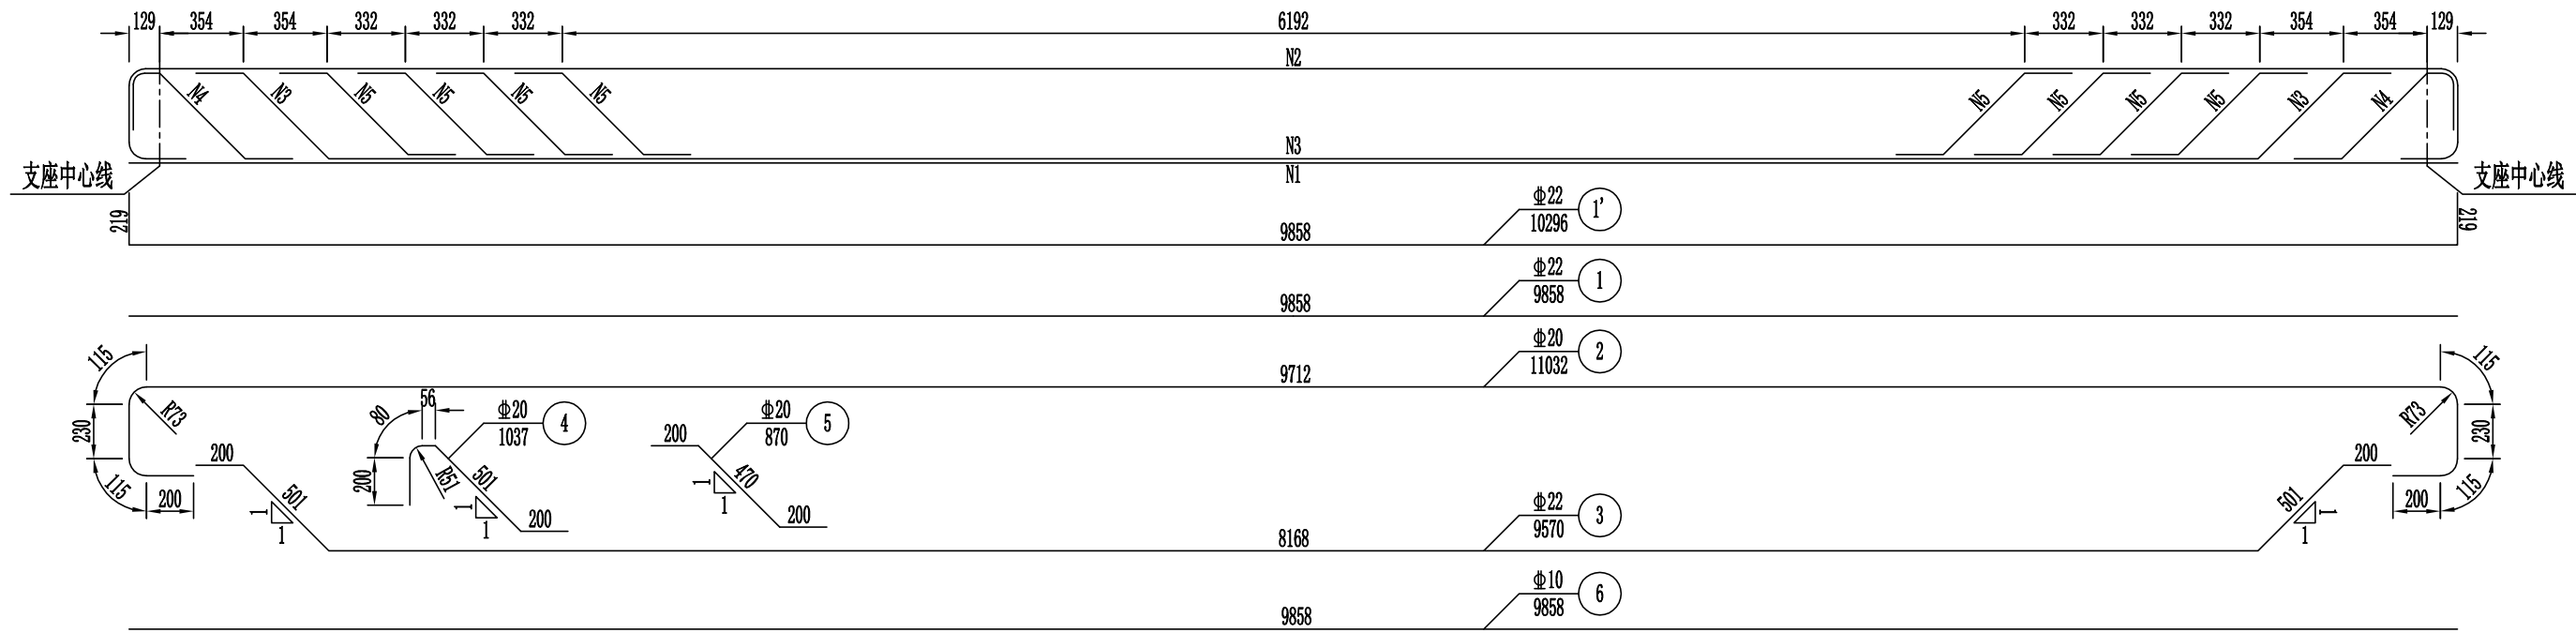 129 354 354 332 332 332 6192 332 332 332 354 354 129
N2
N4 N3 N5 N5 N5 N5 N5 N5 N5 N5 N3 N4
N3
支座中心线 N1 支座中心线
219 9858 Φ22 10296 1' 219
9858 Φ22 9858 1
9712 Φ20 11032 2
115 R73 230 115 200
200 501 1 1
80 56 200 R51 501 1 1 200 Φ20 1037 4
200 470 1 1 200 Φ20 870 5
115 R73 230 115 200
8168 Φ22 9570 3
200 501 1 1
9858 Φ10 9858 6